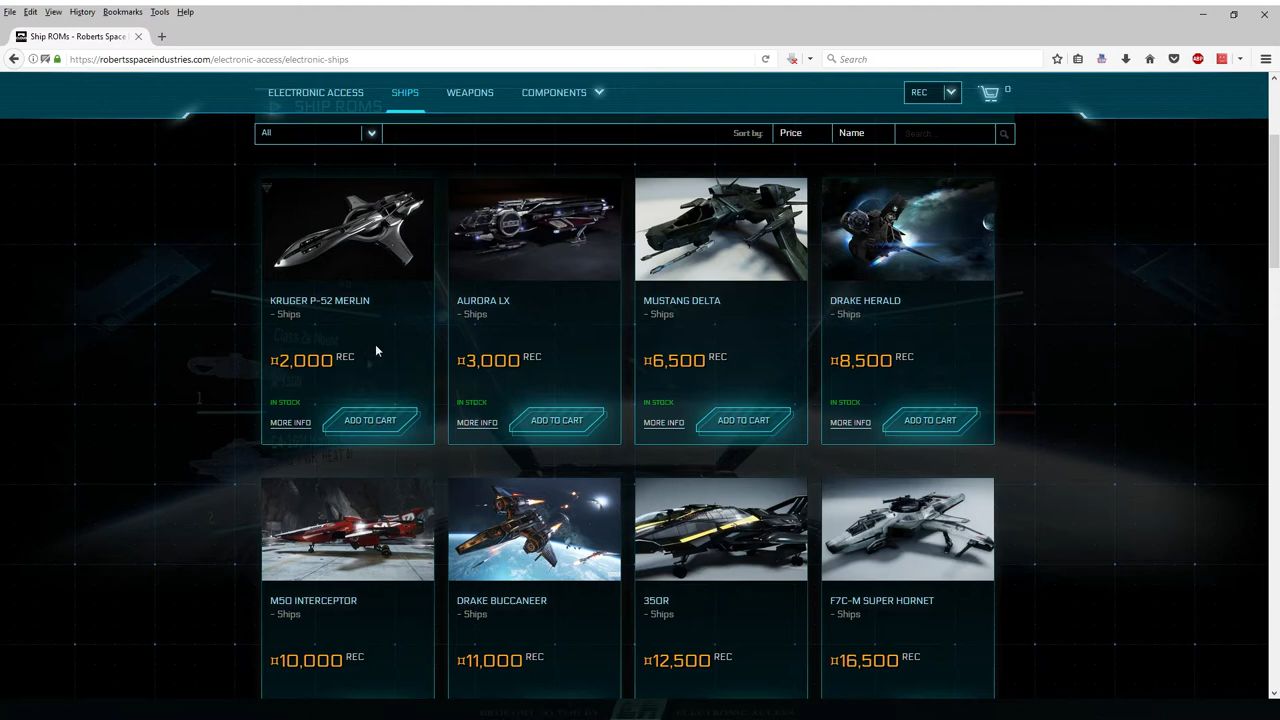 File Edit View History Bookmarks Tools Help
Ship ROMs - Roberts Space
https://robertsspaceindustries.com/electronic-access/electronic-ships
Search
ELECTRONIC ACCESS SHIPS WEAPONS COMPONENTS REC 0
SHIP ROMS
All Sort by: Price Name Search...
KRUGER P-52 MERLIN AURORA LX MUSTANG DELTA DRAKE HERALD
- Ships - Ships - Ships - Ships
¤2,000 REC ¤3,000 REC ¤6,500 REC ¤8,500 REC
IN STOCK IN STOCK IN STOCK IN STOCK
MORE INFO ADD TO CART MORE INFO ADD TO CART MORE INFO ADD TO CART MORE INFO ADD TO CART
M50 INTERCEPTOR DRAKE BUCCANEER 350R F7C-M SUPER HORNET
- Ships - Ships - Ships - Ships
¤10,000 REC ¤11,000 REC ¤12,500 REC ¤16,500 REC